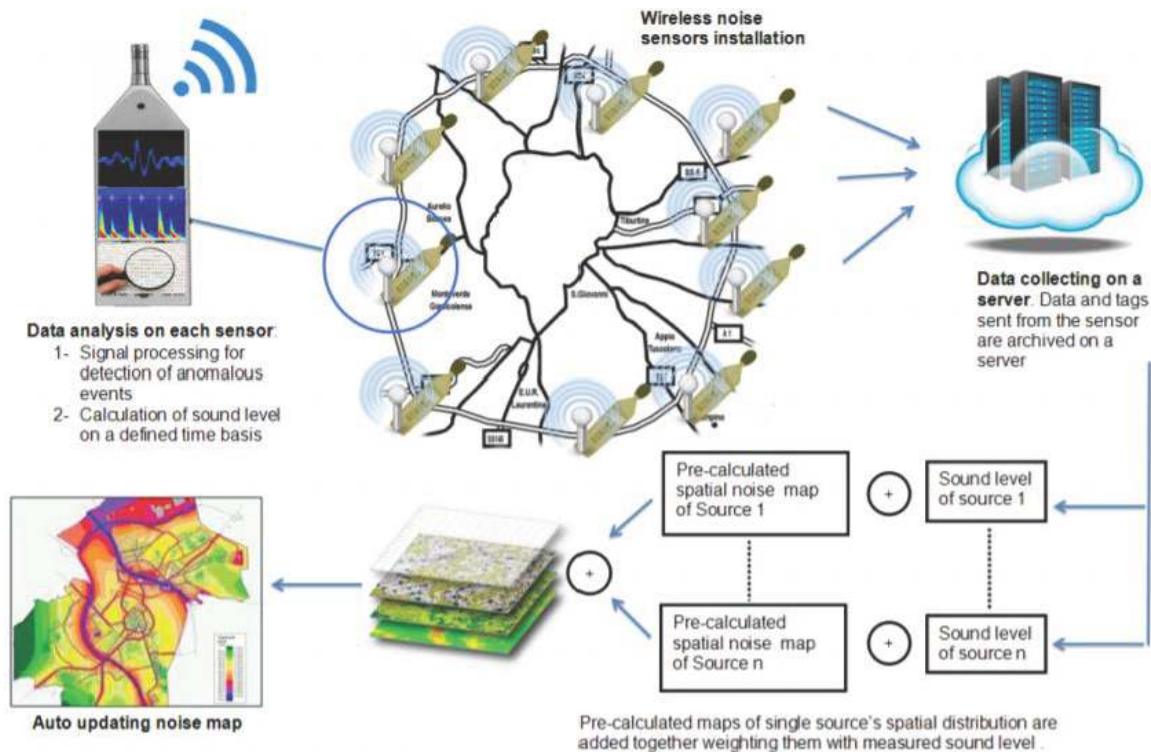 Wireless noise
sensors installation
Aurelio
Tiburtina
Monteverde
Gianicolense
S.Giovanni
Appio
Tuscolano
A1
E.U.R.
Laurentina
Data analysis on each sensor:
1- Signal processing for
detection of anomalous
events
2- Calculation of sound level
on a defined time basis
Data collecting on a
server. Data and tags
sent from the sensor
are archived on a
server
Pre-calculated
spatial noise map
of Source 1
+
Sound level
of source 1
+
Pre-calculated
spatial noise map
of Source n
+
Sound level
of source n
Auto updating noise map
Pre-calculated maps of single source's spatial distribution are
added together weighting them with measured sound level